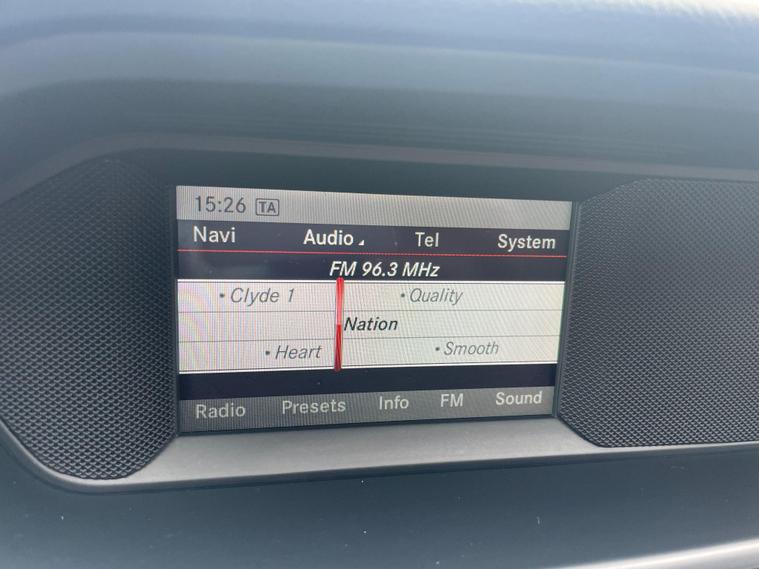 15:26 TA
Navi Audio Tel System
FM 96.3 MHz
• Clyde 1 • Quality
Nation
• Heart • Smooth
Radio Presets Info FM Sound